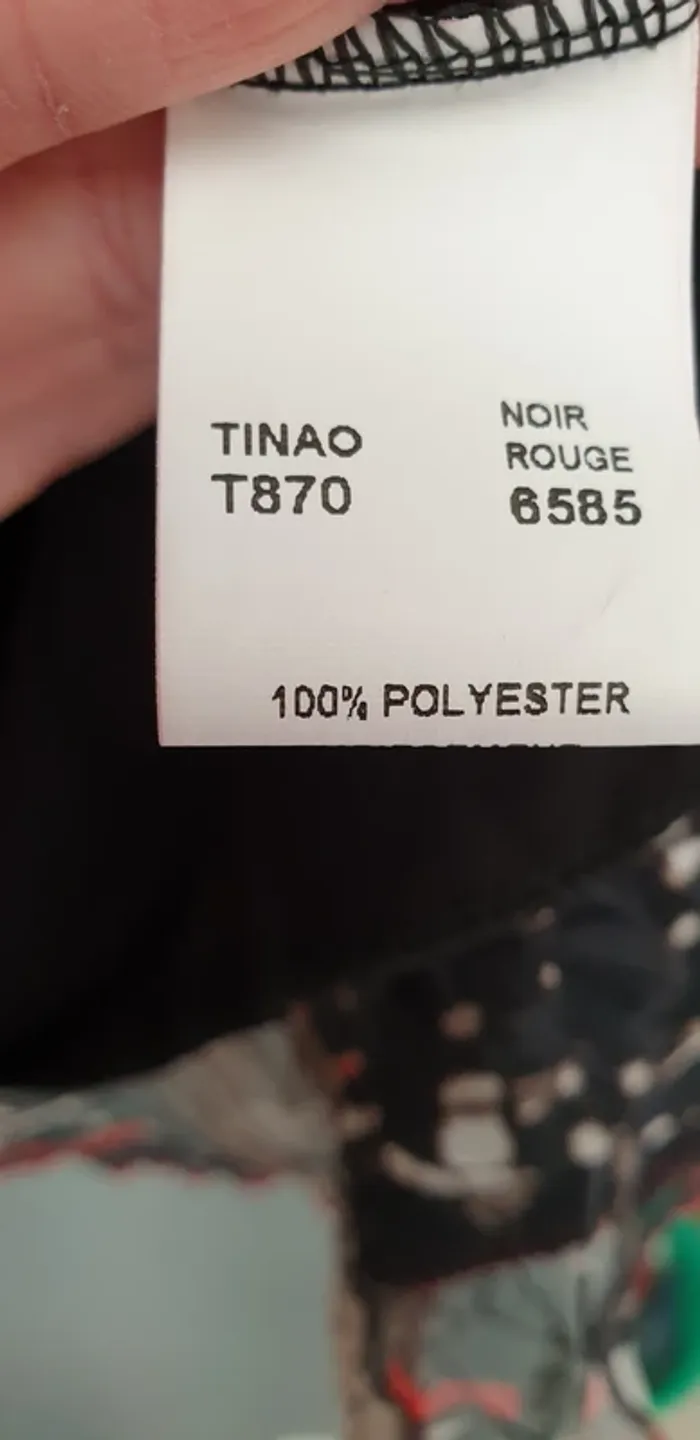 TINAO
T870
NOIR
ROUGE
6585
100% POLYESTER